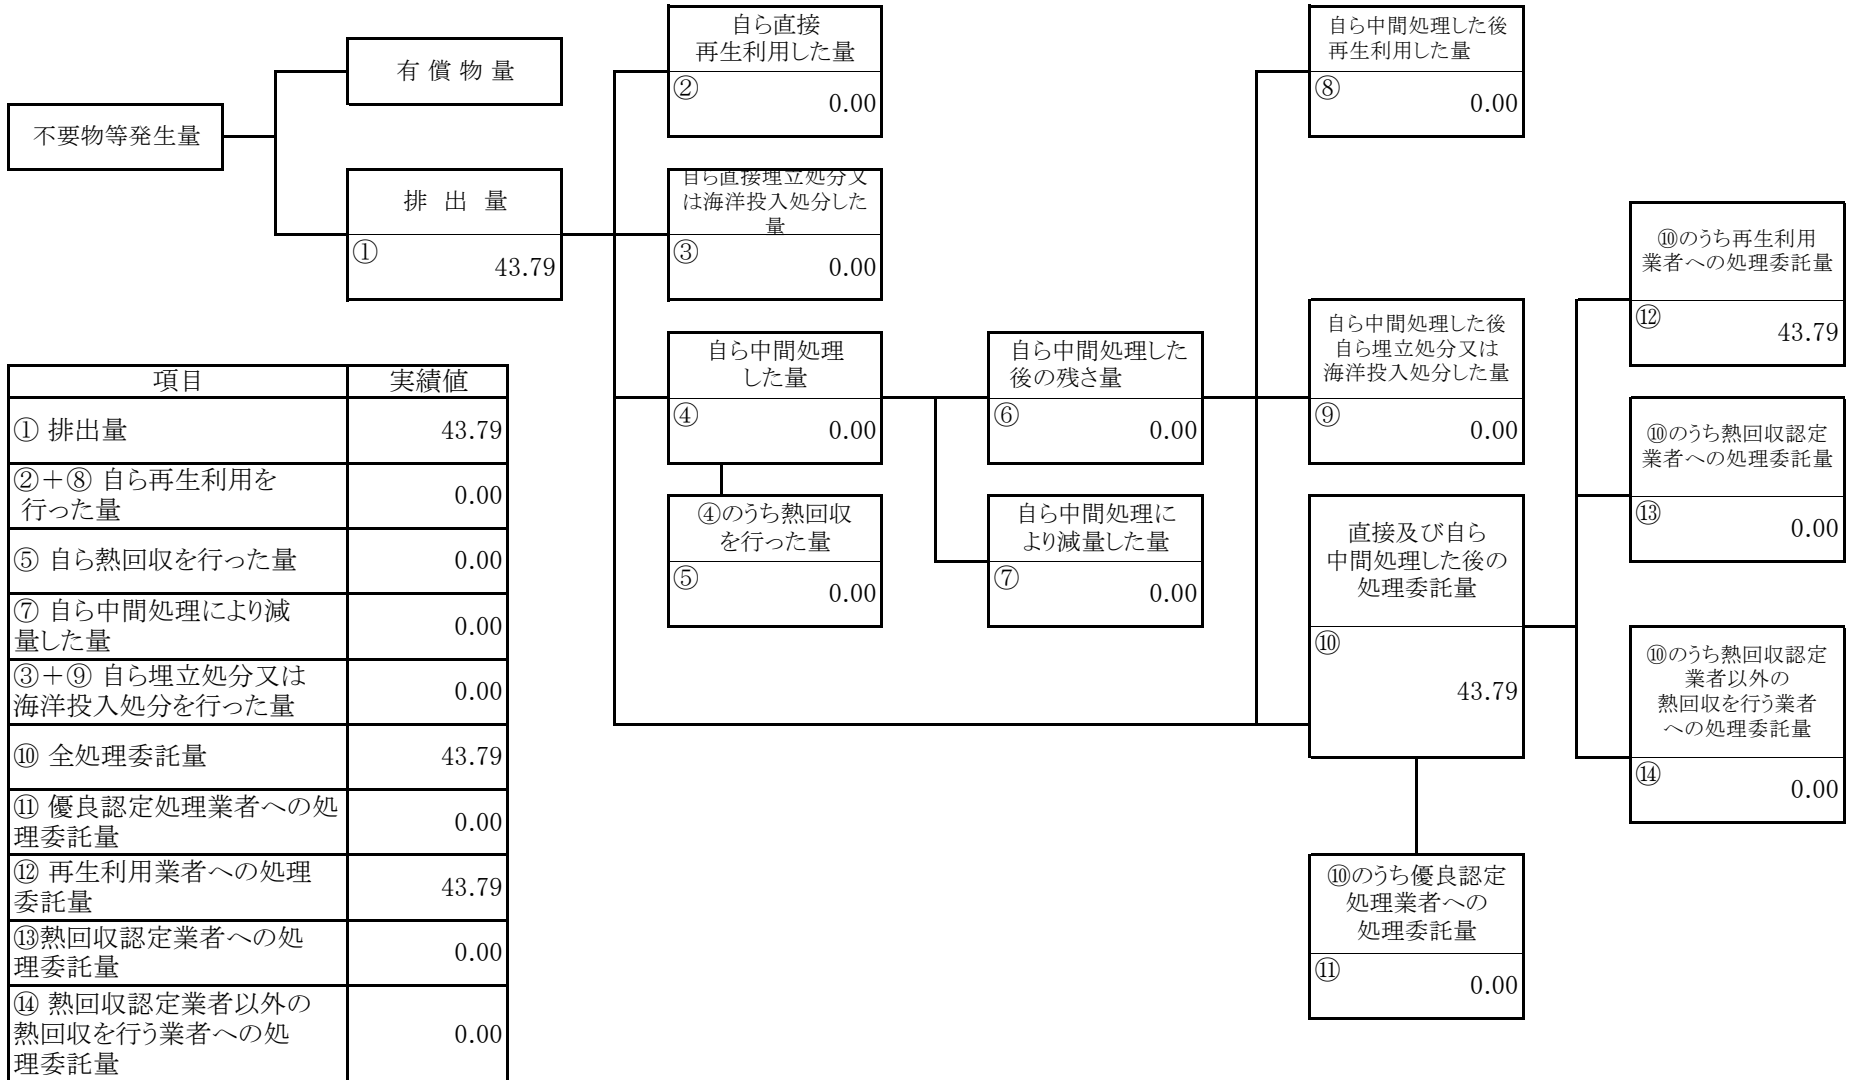 不要物等発生量
有 償 物 量
排 出 量
①
43.79
自ら直接
再生利用した量
②
0.00
自ら直接埋立処分又
は海洋投入処分した
量
③
0.00
自ら中間処理
した量
④
0.00
④のうち熱回収
を行った量
⑤
0.00
自ら中間処理した
後の残さ量
⑥
0.00
自ら中間処理に
より減量した量
⑦
0.00
自ら中間処理した後
再生利用した量
⑧
0.00
自ら中間処理した後
自ら埋立処分又は
海洋投入処分した量
⑨
0.00
直接及び自ら
中間処理した後の
処理委託量
⑩
43.79
⑩のうち優良認定
処理業者への
処理委託量
⑪
0.00
⑩のうち再生利用
業者への処理委託量
⑫
43.79
⑩のうち熱回収認定
業者への処理委託量
⑬
0.00
⑩のうち熱回収認定
業者以外の
熱回収を行う業者
への処理委託量
⑭
0.00
項目 実績値
① 排出量 43.79
②＋⑧ 自ら再生利用を
行った量
0.00
⑤ 自ら熱回収を行った量 0.00
⑦ 自ら中間処理により減
量した量
0.00
③＋⑨ 自ら埋立処分又は
海洋投入処分を行った量
0.00
⑩ 全処理委託量 43.79
⑪ 優良認定処理業者への処
理委託量
0.00
⑫ 再生利用業者への処理
委託量
43.79
⑬熱回収認定業者への処
理委託量
0.00
⑭ 熱回収認定業者以外の
熱回収を行う業者への処
理委託量
0.00